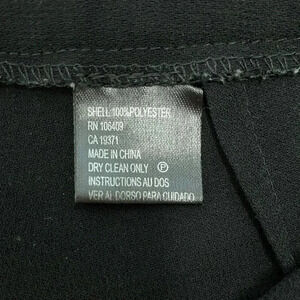 SHELL:100%POLYESTER
RN 106409
CA 19371
MADE IN CHINA
DRY CLEAN ONLY Ⓟ
INSTRUCTIONS AU DOS
VER AL DORSO PARA CUIDADO